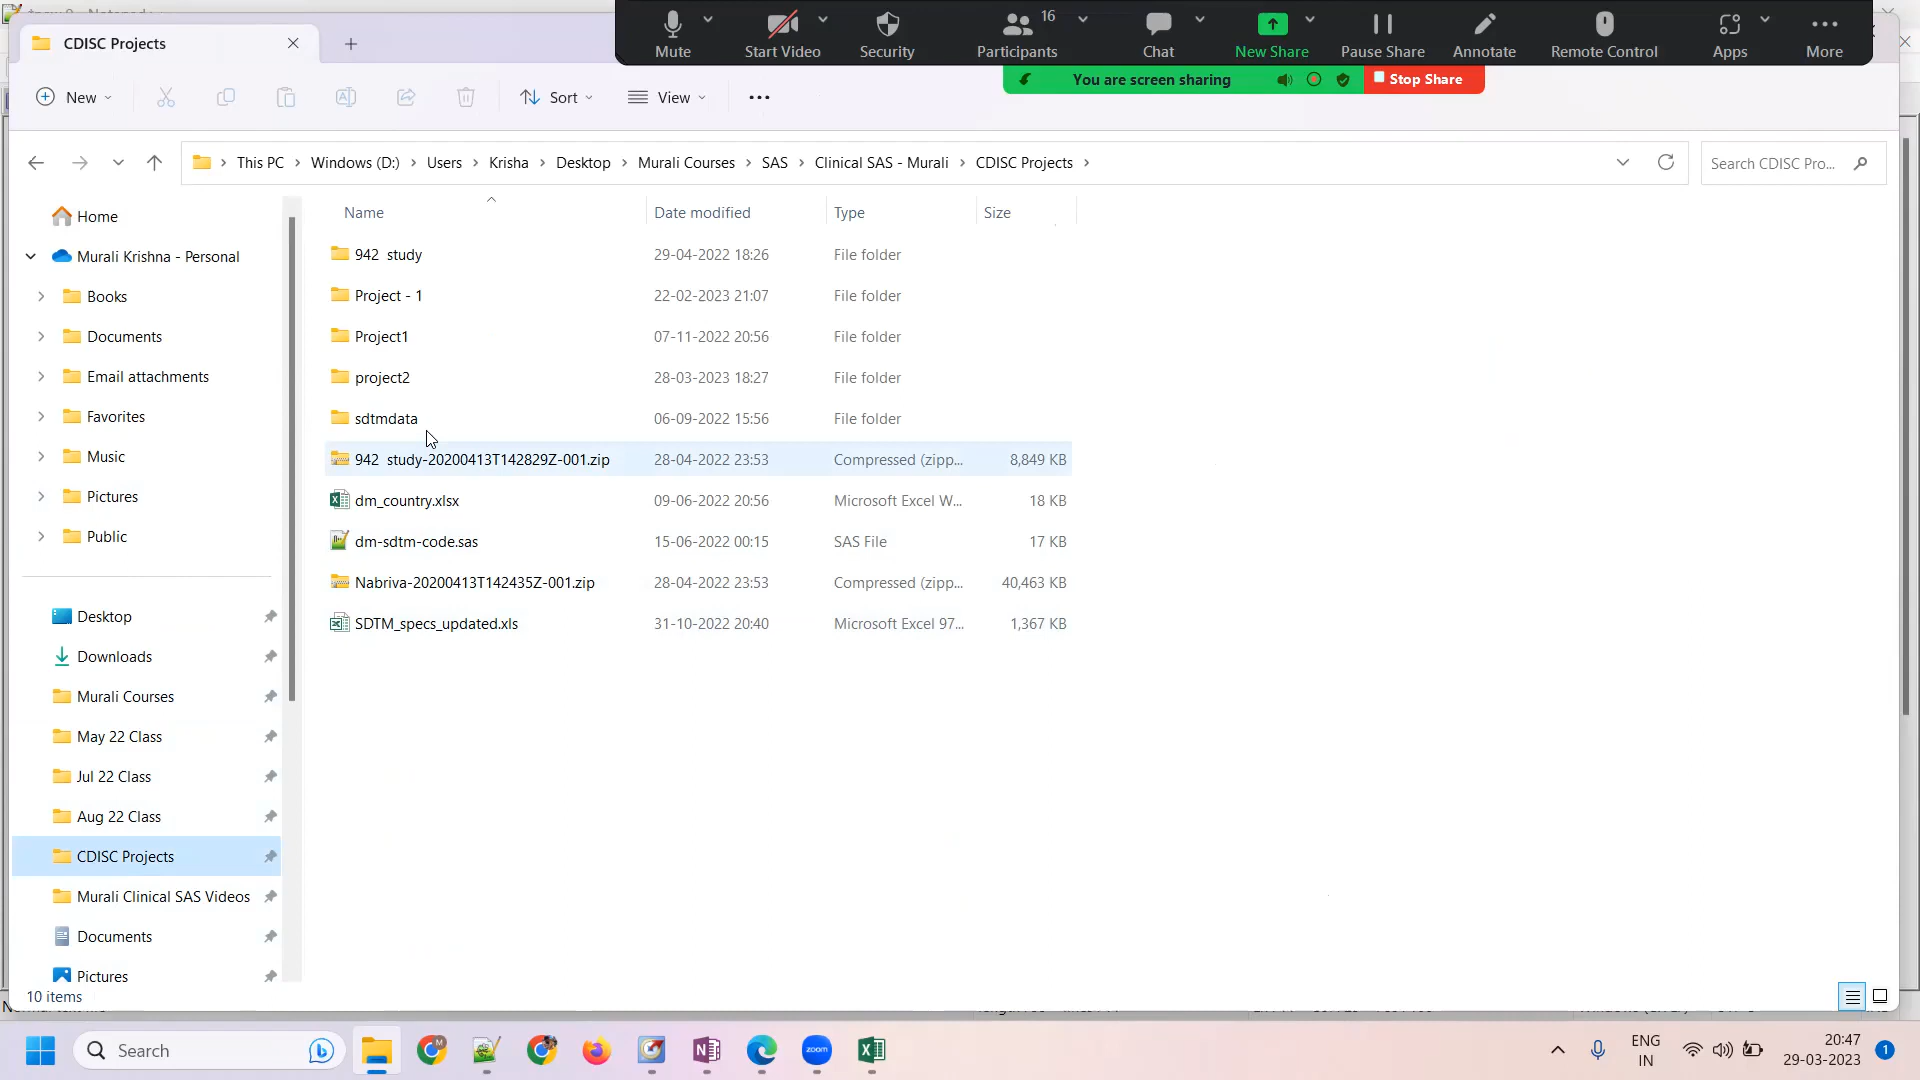 CDISC Projects
Mute
Start Video
Security
Participants
16
Chat
New Share
Pause Share
Annotate
Remote Control
Apps
More
You are screen sharing
Stop Share
New
Sort
View
This PC > Windows (D:) > Users > Krisha > Desktop > Murali Courses > SAS > Clinical SAS - Murali > CDISC Projects >
Search CDISC Pro...
Name Date modified Type Size
Home
Murali Krishna - Personal
Books
Documents
Email attachments
Favorites
Music
Pictures
Public
Desktop
Downloads
Murali Courses
May 22 Class
Jul 22 Class
Aug 22 Class
CDISC Projects
Murali Clinical SAS Videos
Documents
Pictures
942 study 29-04-2022 18:26 File folder
Project - 1 22-02-2023 21:07 File folder
Project1 07-11-2022 20:56 File folder
project2 28-03-2023 18:27 File folder
sdtmdata 06-09-2022 15:56 File folder
942 study-20200413T142829Z-001.zip 28-04-2022 23:53 Compressed (zipp... 8,849 KB
dm_country.xlsx 09-06-2022 20:56 Microsoft Excel W... 18 KB
dm-sdtm-code.sas 15-06-2022 00:15 SAS File 17 KB
Nabriva-20200413T142435Z-001.zip 28-04-2022 23:53 Compressed (zipp... 40,463 KB
SDTM_specs_updated.xls 31-10-2022 20:40 Microsoft Excel 97... 1,367 KB
10 items
Search
zoom
ENG
IN
20:47
29-03-2023
1